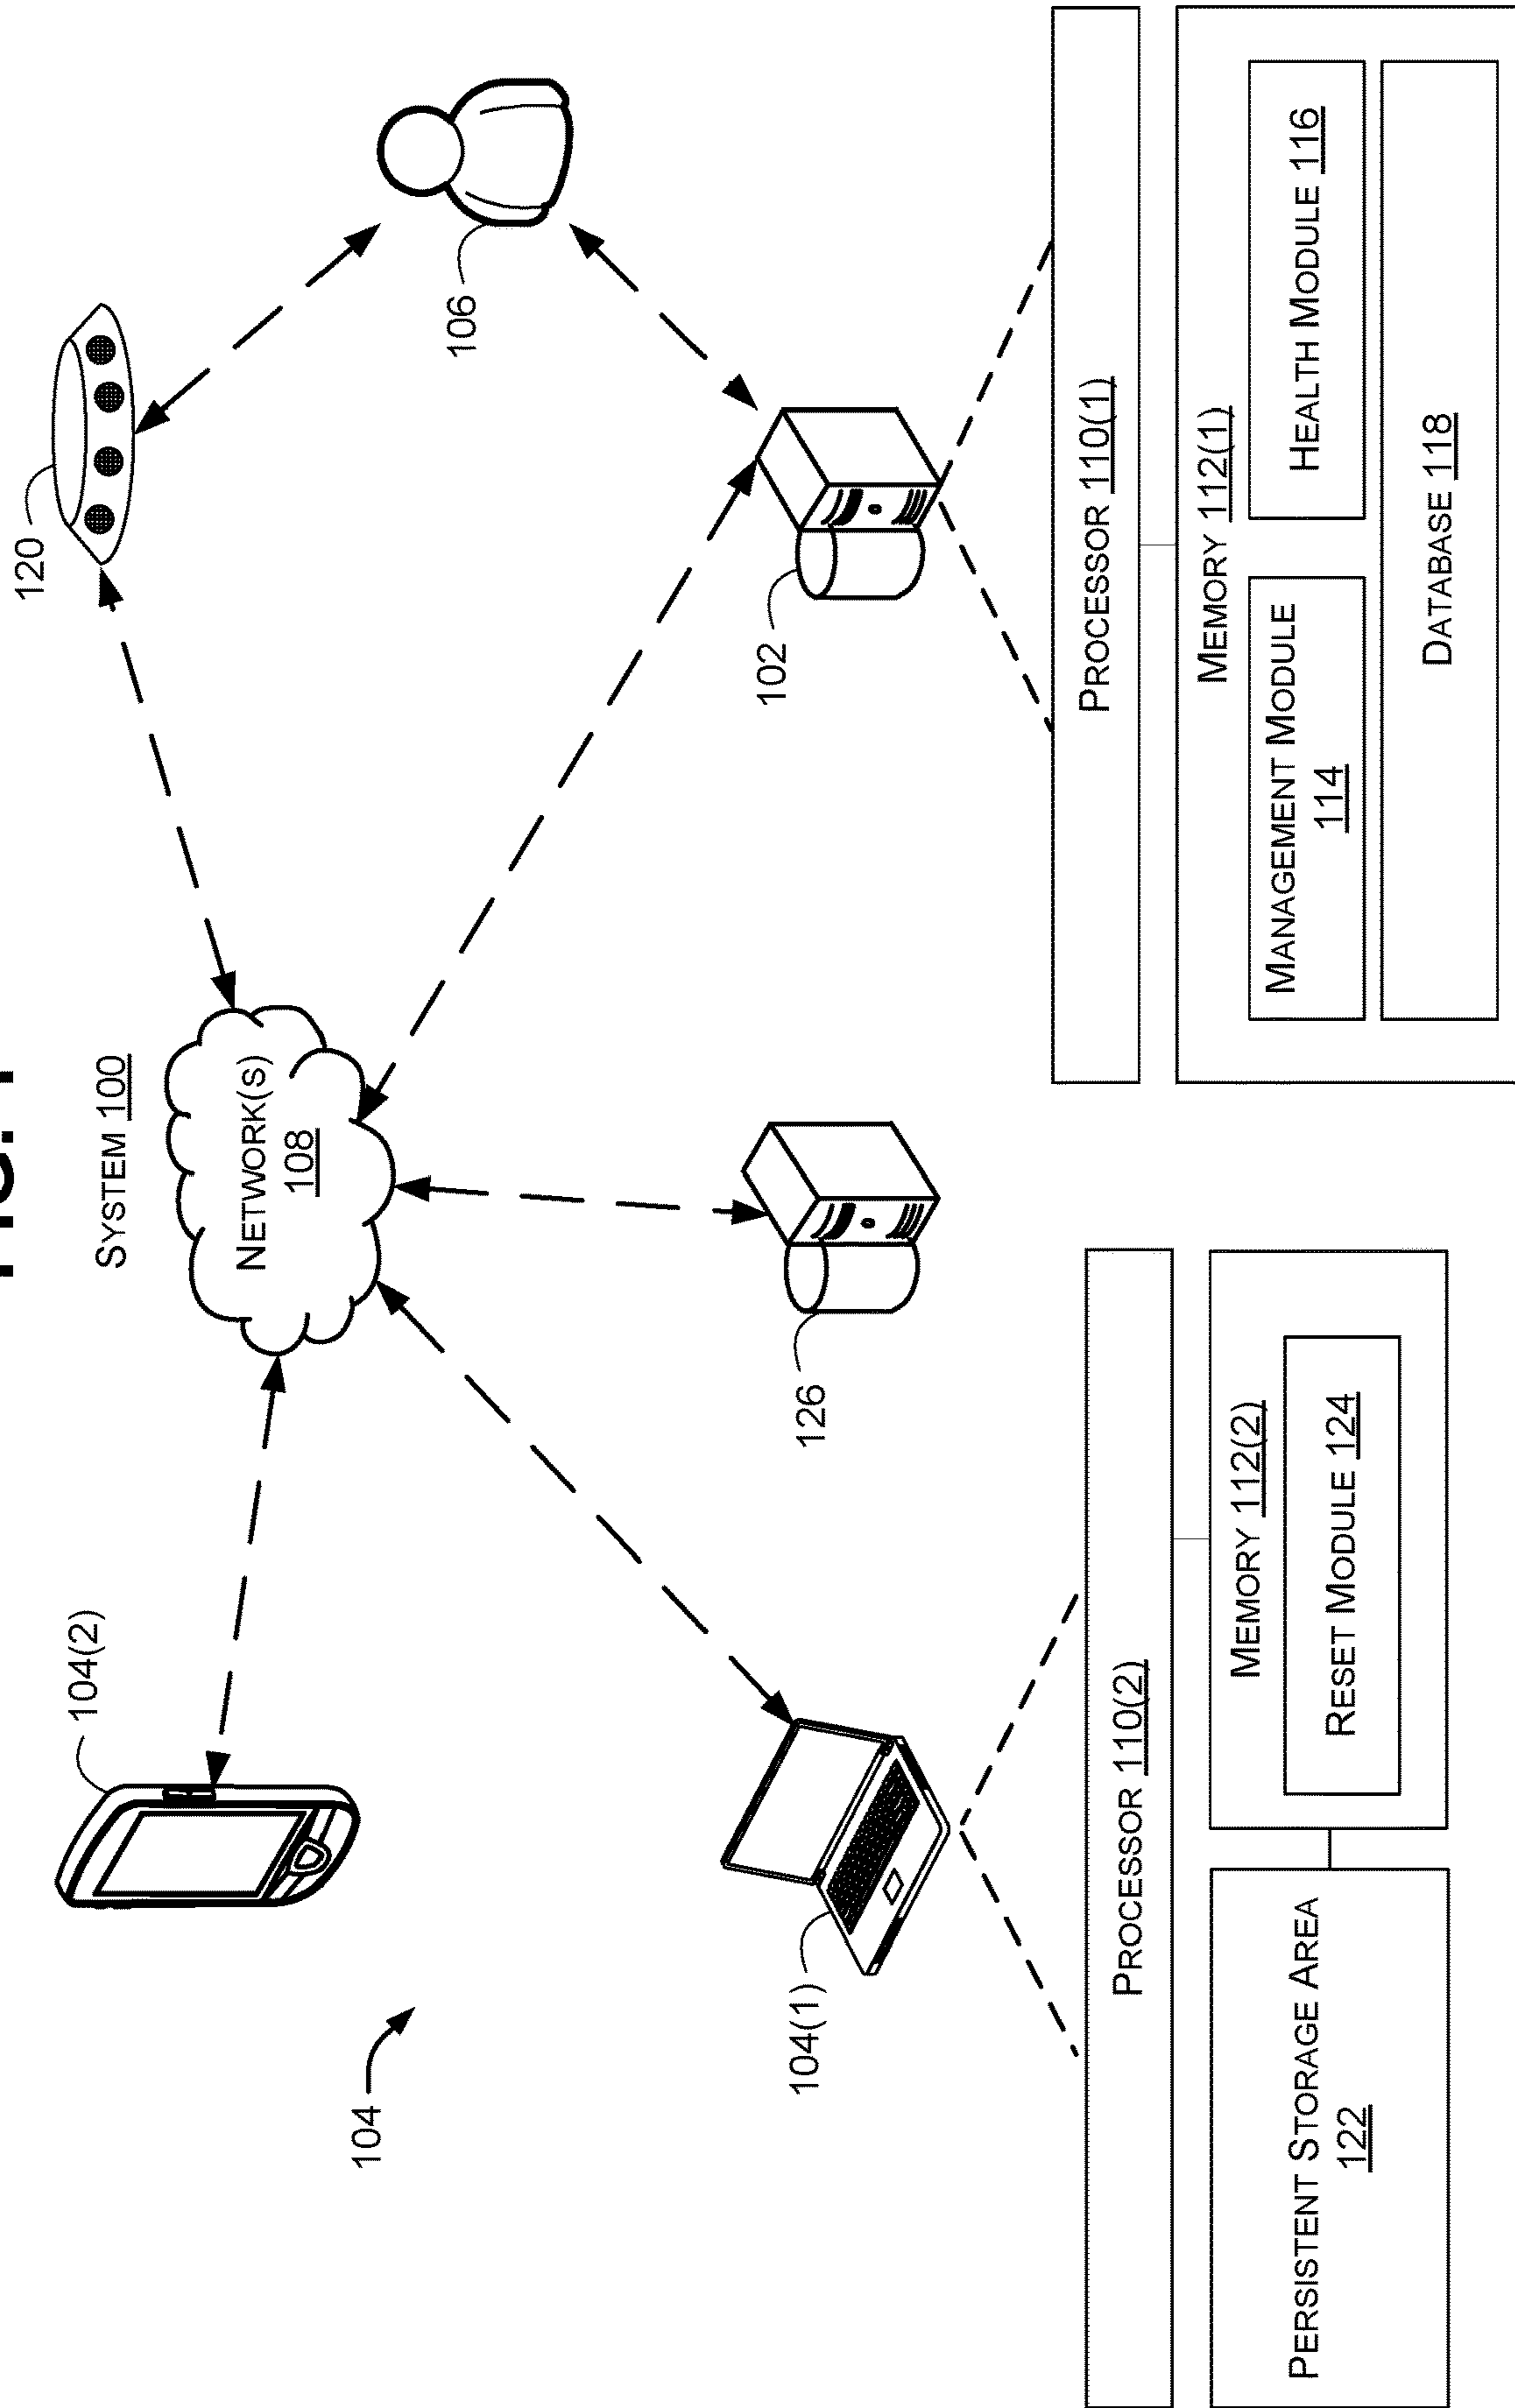 SYSTEM 100
120
104(2)
NETWORK(S)
108
106
104
104(1)
126
102
PROCESSOR 110(2)
PROCESSOR 110(1)
MEMORY 112(2)
MEMORY 112(1)
PERSISTENT STORAGE AREA
122
RESET MODULE 124
MANAGEMENT MODULE
114
HEALTH MODULE 116
DATABASE 118